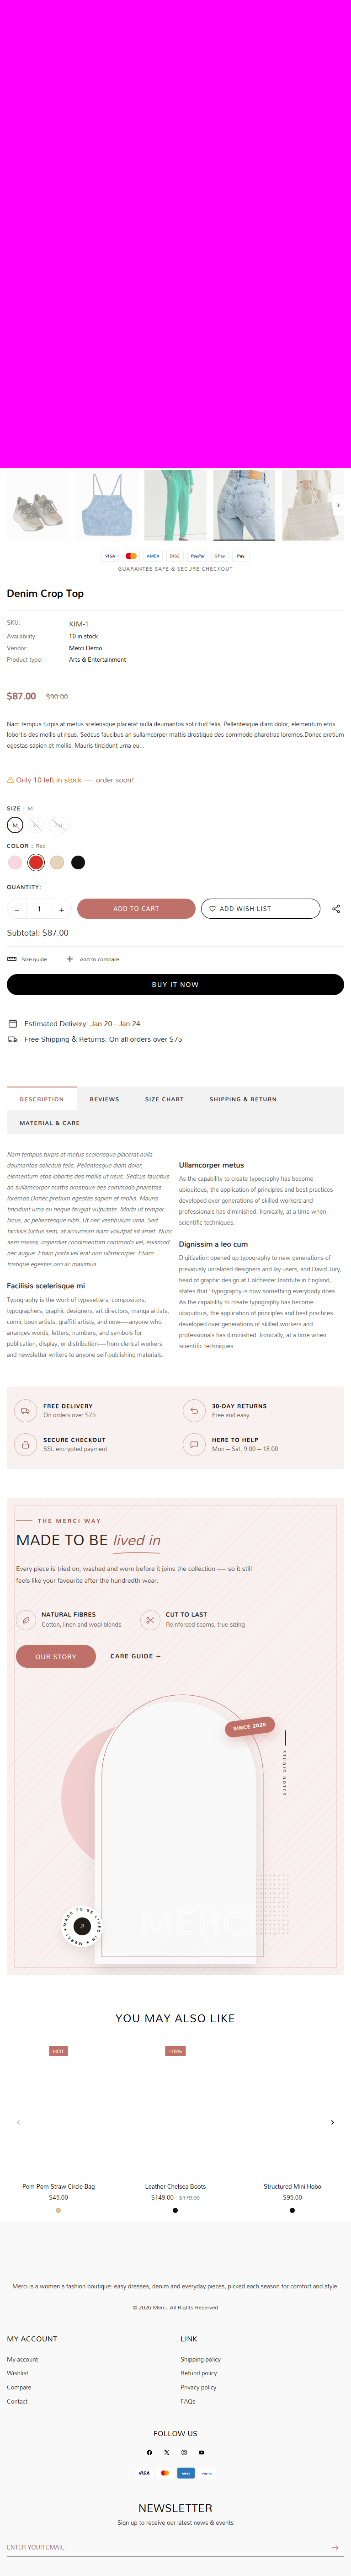 VISA AMEX DISC PayPal GPay Pay
GUARANTEE SAFE & SECURE CHECKOUT
Denim Crop Top
SKU: KIM-1
Availability: 10 in stock
Vendor: Merci Demo
Product type: Arts & Entertainment
$87.00 $90.00
Nam tempus turpis at metus scelerisque placerat nulla deumantos solicitud felis. Pellentesque diam dolor, elementum etos
lobortis des mollis ut risus. Sedcus faucibus an sullamcorper mattis drostique des commodo pharetras loremos.Donec pretium
egestas sapien et mollis. Mauris tincidunt urna eu...
Only 10 left in stock — order soon!
SIZE : M
M XL 2XL
COLOR : Red
QUANTITY:
− 1 +
ADD TO CART
ADD WISH LIST
Subtotal: $87.00
Size guide
Add to compare
BUY IT NOW
Estimated Delivery: Jan 20 - Jan 24
Free Shipping & Returns: On all orders over $75
DESCRIPTION REVIEWS SIZE CHART SHIPPING & RETURN
MATERIAL & CARE
Nam tempus turpis at metus scelerisque placerat nulla
deumantos solicitud felis. Pellentesque diam dolor,
elementum etos lobortis des mollis ut risus. Sedcus faucibus
an sullamcorper mattis drostique des commodo pharetras
loremos.Donec pretium egestas sapien et mollis. Mauris
tincidunt urna eu neque feugiat vulputate. Morbi ut tempor
lacus, ac pellentesque nibh. Ut nec vestibulum urna. Sed
facilisis luctus sem, at accumsan diam volutpat sit amet. Nunc
sem massa, imperdiet condimentum commodo vel, euismod
nec augue. Etiam porta vel erat non ullamcorper. Etiam
tristique egestas orci ac maximus
Facilisis scelerisque mi
Typography is the work of typesetters, compositors,
typographers, graphic designers, art directors, manga artists,
comic book artists, graffiti artists, and now—anyone who
arranges words, letters, numbers, and symbols for
publication, display, or distribution—from clerical workers
and newsletter writers to anyone self-publishing materials.
Ullamcorper metus
As the capability to create typography has become
ubiquitous, the application of principles and best practices
developed over generations of skilled workers and
professionals has diminished. Ironically, at a time when
scientific techniques.
Dignissim a leo cum
Digitization opened up typography to new generations of
previously unrelated designers and lay users, and David Jury,
head of graphic design at Colchester Institute in England,
states that "typography is now something everybody does.
As the capability to create typography has become
ubiquitous, the application of principles and best practices
developed over generations of skilled workers and
professionals has diminished. Ironically, at a time when
scientific techniques.
FREE DELIVERY
On orders over $75
30-DAY RETURNS
Free and easy
SECURE CHECKOUT
SSL encrypted payment
HERE TO HELP
Mon – Sat, 9:00 – 18:00
THE MERCI WAY
MADE TO BE lived in
Every piece is tried on, washed and worn before it joins the collection — so it still
feels like your favourite after the hundredth wear.
NATURAL FIBRES
Cotton, linen and wool blends
CUT TO LAST
Reinforced seams, true sizing
OUR STORY
CARE GUIDE →
SINCE 2020
STUDIO NOTES
MERCI
MADE TO BE LIVED IN • MERCI •
YOU MAY ALSO LIKE
HOT
-16%
Pom-Pom Straw Circle Bag
$45.00
Leather Chelsea Boots
$149.00 $179.00
Structured Mini Hobo
$95.00
Merci is a women's fashion boutique: easy dresses, denim and everyday pieces, picked each season for comfort and style.
© 2026 Merci. All Rights Reserved
MY ACCOUNT
My account
Wishlist
Compare
Contact
LINK
Shipping policy
Refund policy
Privacy policy
FAQs
FOLLOW US
VISA AMEX PayPal
NEWSLETTER
Sign up to receive our latest news & events
ENTER YOUR EMAIL